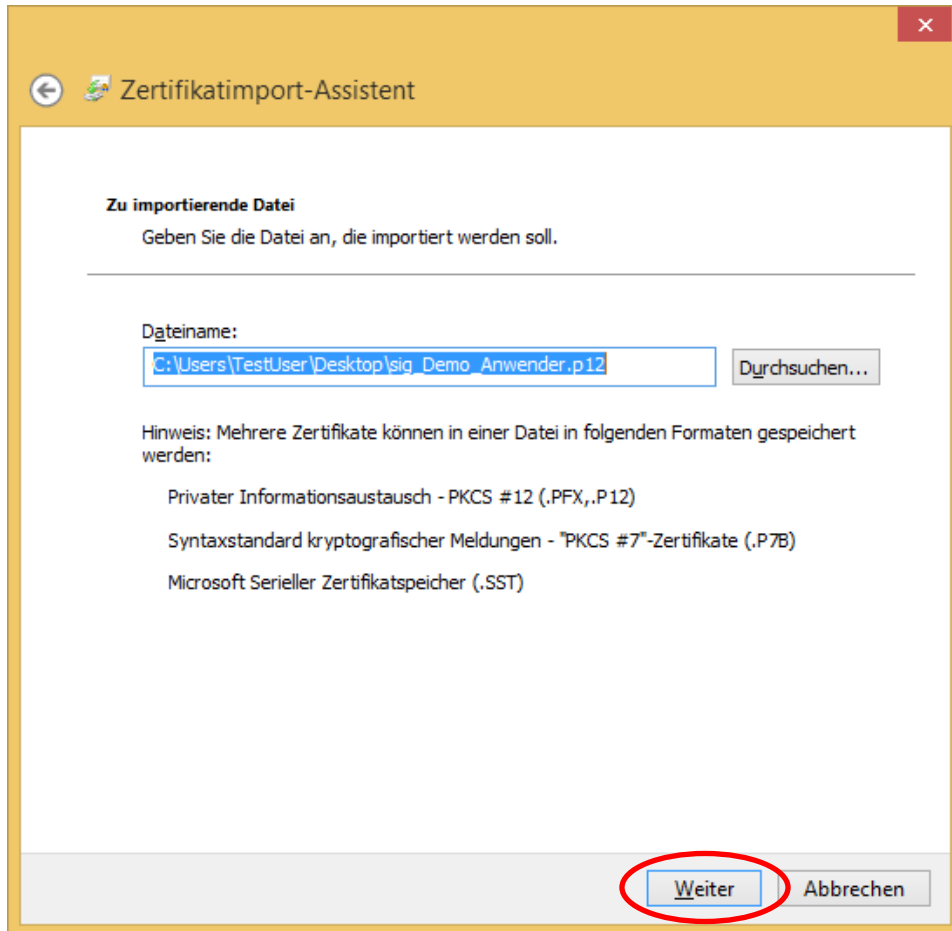 Zertifikatimport-Assistent
Zu importierende Datei
Geben Sie die Datei an, die importiert werden soll.
Dateiname:
C:\Users\TestUser\Desktop\sig_Demo_Anwender.p12
Durchsuchen...
Hinweis: Mehrere Zertifikate können in einer Datei in folgenden Formaten gespeichert
werden:
Privater Informationsaustausch - PKCS #12 (.PFX,.P12)
Syntaxstandard kryptografischer Meldungen - "PKCS #7"-Zertifikate (.P7B)
Microsoft Serieller Zertifikatspeicher (.SST)
Weiter
Abbrechen